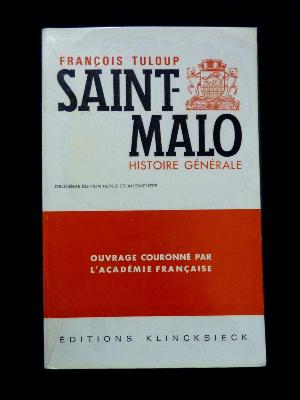 FRANÇOIS TULOUP
SAINT-
MALO
HISTOIRE GÉNÉRALE
DEUXIÈME ÉDITION REVUE ET AUGMENTÉE
OUVRAGE COURONNÉ PAR
L'ACADÉMIE FRANÇAISE
ÉDITIONS KLINCKSIECK